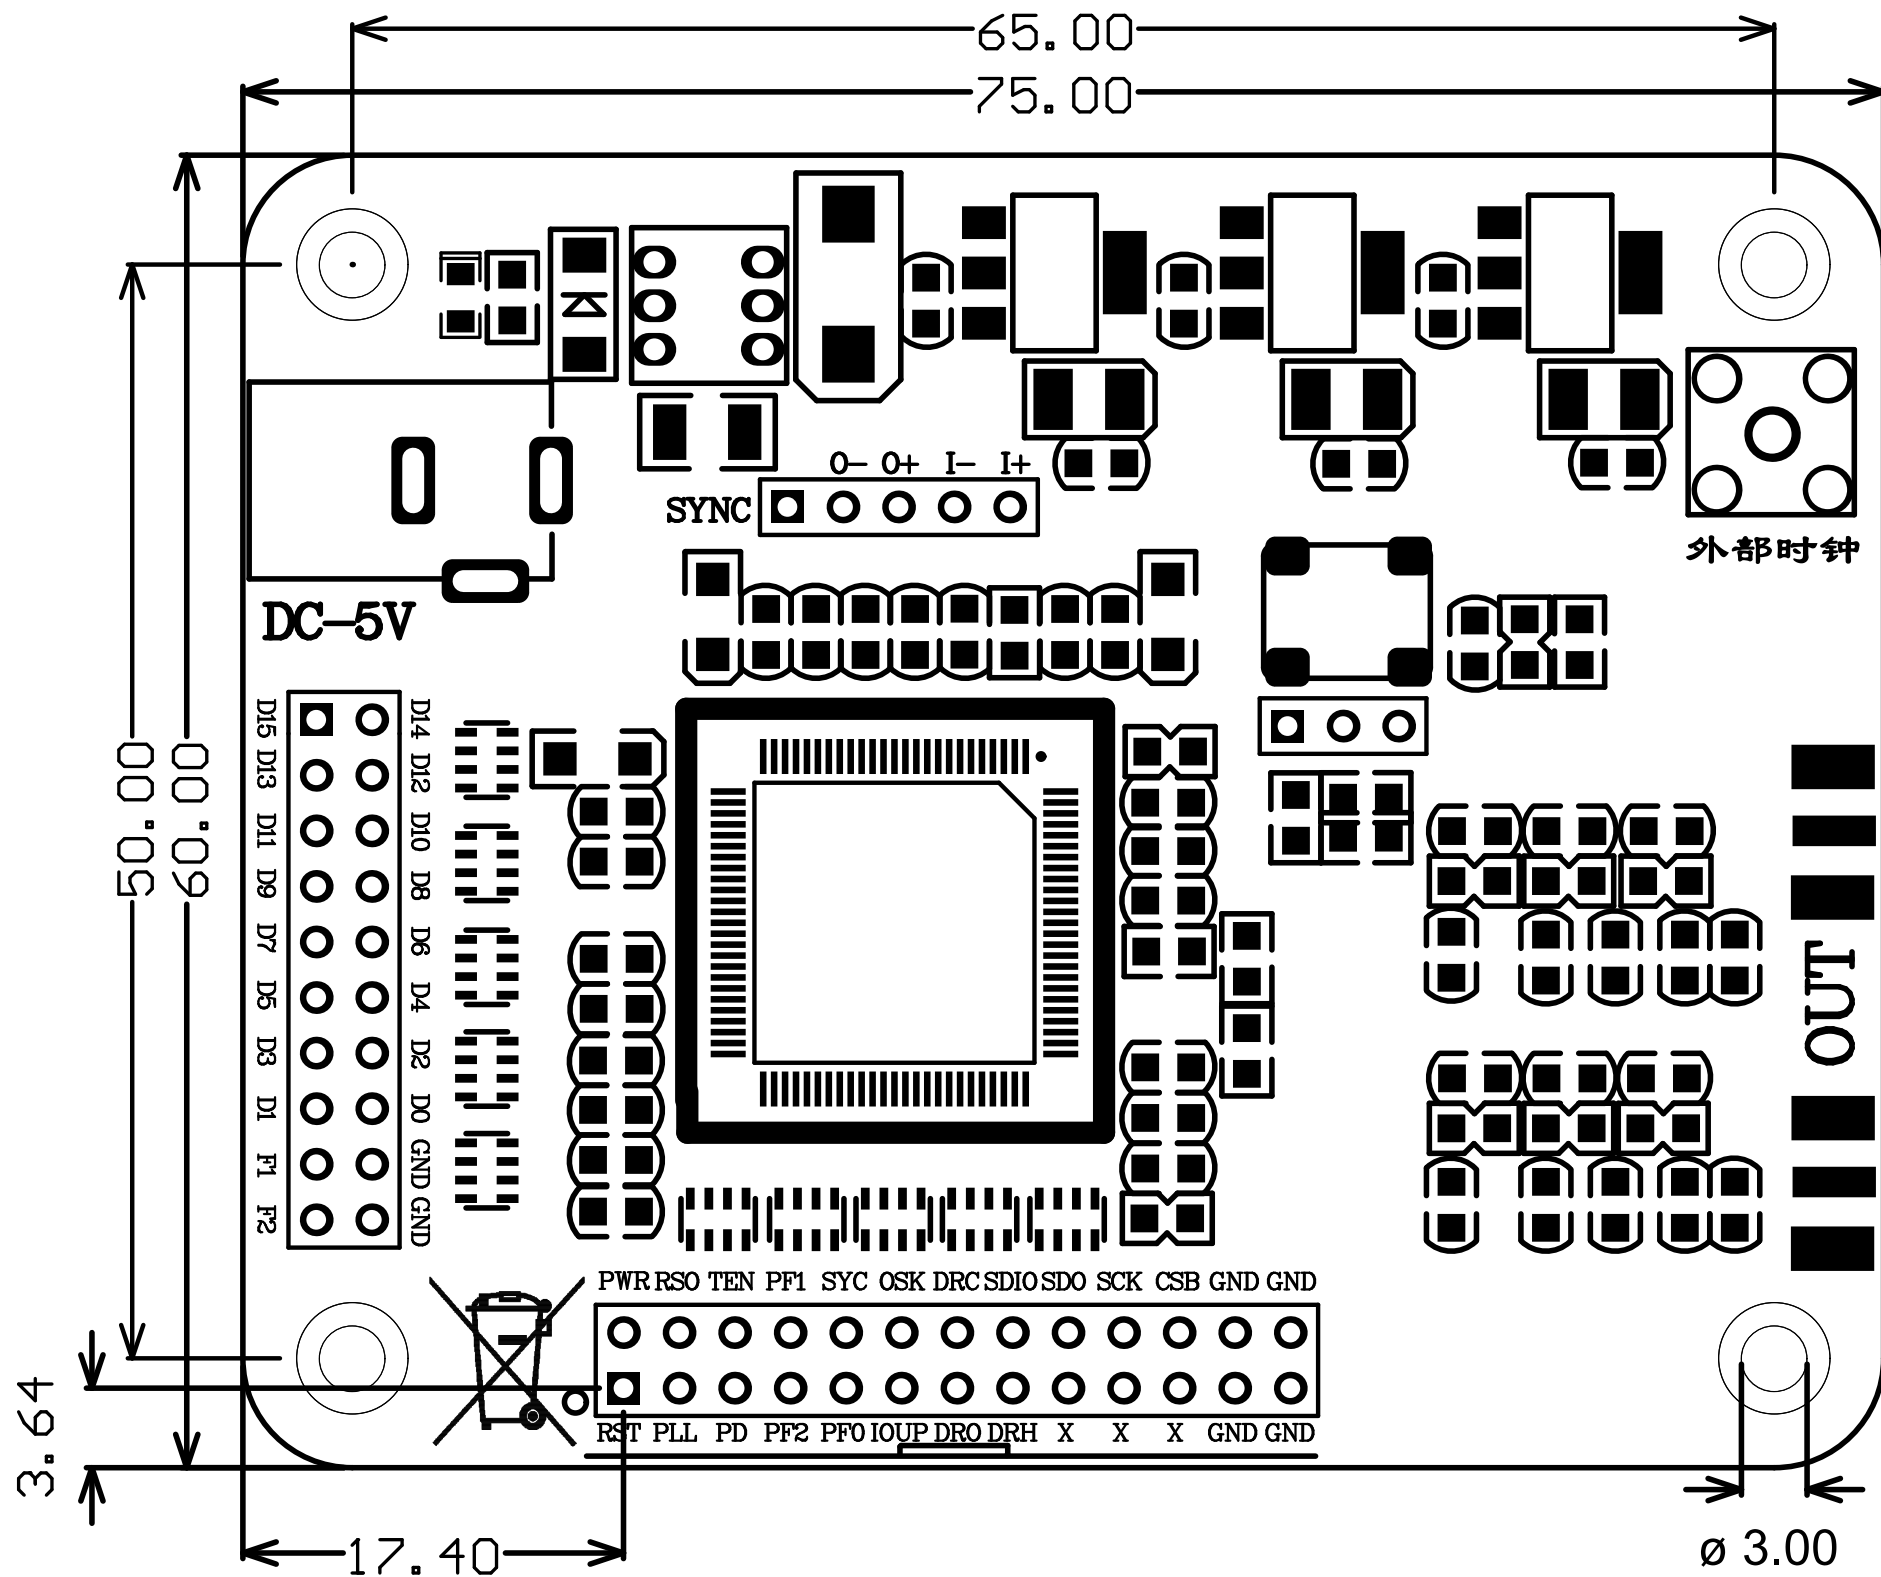 65.00
75.00
O- O+ I- I+
SYNC
外部时钟
DC-5V
50.00
60.00
D15 D14
D13 D12
D11 D10
D9 D8
D7 D6
D5 D4
D3 D2
D1 D0
F1 GND
F2 GND
OUT
PWR RSO TEN PF1 SYC OSK DRC SDIO SDO SCK CSB GND GND
RST PLL PD PF2 PF0 IOUP DRO DRH X X X GND GND
3.64
17.40
ø 3.00